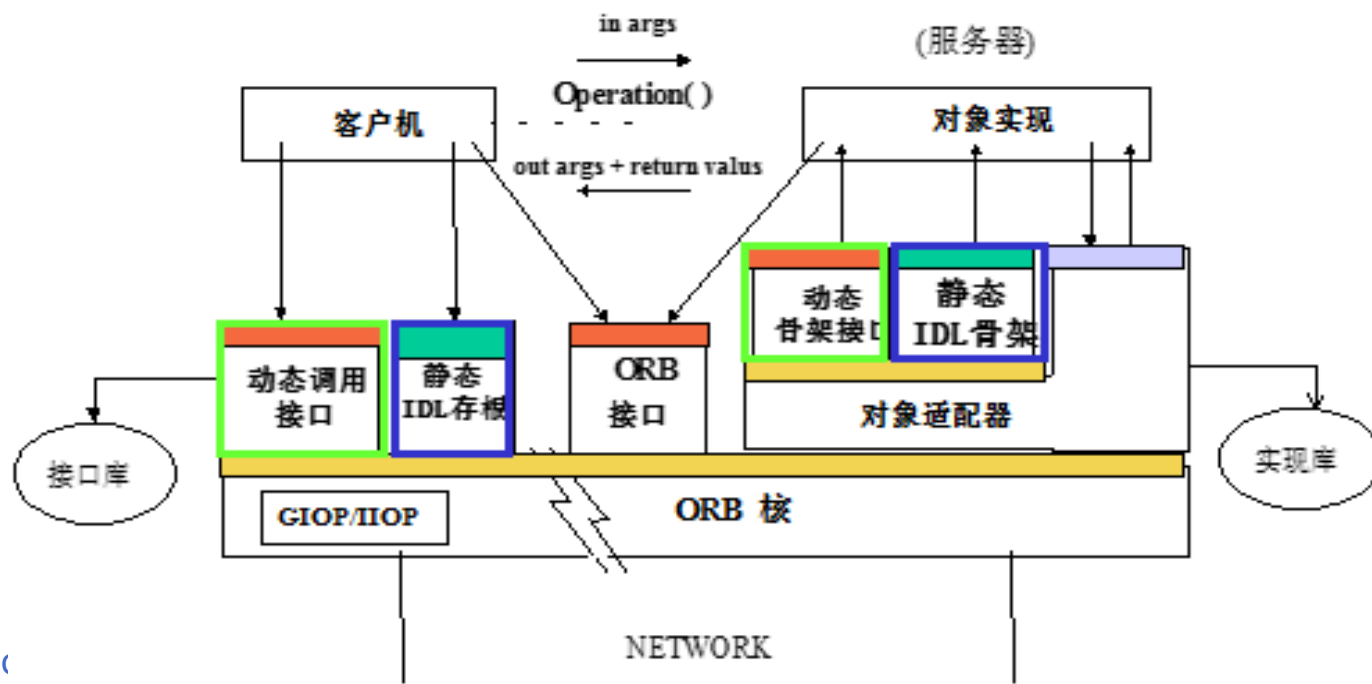 in args
(服务器)
Operation( )
客户机
对象实现
out args + return valus
动态
骨架接口
静态
IDL骨架
动态调用
接口
静态
IDL存根
ORB
接口
对象适配器
接口库
实现库
GIOP/IIOP
ORB 核
NETWORK